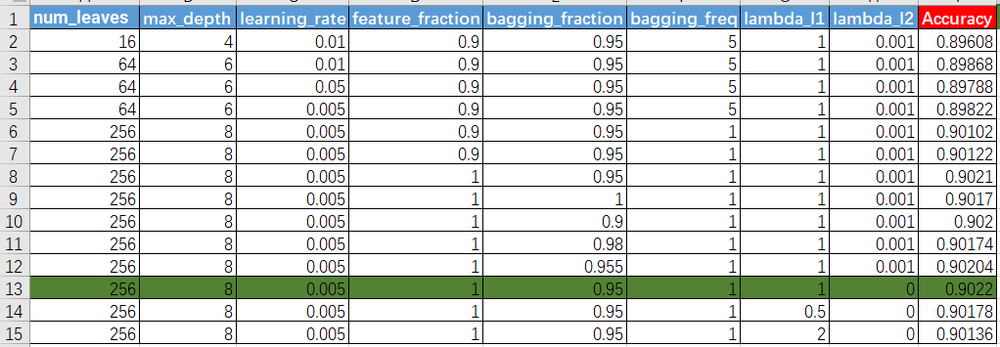 1 num_leaves max_depth learning_rate feature_fraction bagging_fraction bagging_freq lambda_l1 lambda_l2 Accuracy
2 16 4 0.01 0.9 0.95 5 1 0.001 0.89608
3 64 6 0.01 0.9 0.95 5 1 0.001 0.89868
4 64 6 0.05 0.9 0.95 5 1 0.001 0.89788
5 64 6 0.005 0.9 0.95 5 1 0.001 0.89822
6 256 8 0.005 0.9 0.95 1 1 0.001 0.90102
7 256 8 0.005 0.9 0.95 1 1 0.001 0.90122
8 256 8 0.005 1 0.95 1 1 0.001 0.9021
9 256 8 0.005 1 1 1 1 0.001 0.9017
10 256 8 0.005 1 0.9 1 1 0.001 0.902
11 256 8 0.005 1 0.98 1 1 0.001 0.90174
12 256 8 0.005 1 0.955 1 1 0.001 0.90204
13 256 8 0.005 1 0.95 1 1 0 0.9022
14 256 8 0.005 1 0.95 1 0.5 0 0.90178
15 256 8 0.005 1 0.95 1 2 0 0.90136